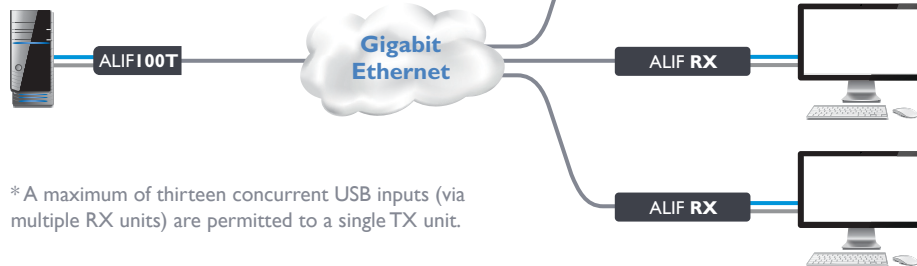 Gigabit
Ethernet
ALIF100T
ALIF RX
* A maximum of thirteen concurrent USB inputs (via
multiple RX units) are permitted to a single TX unit.
ALIF RX